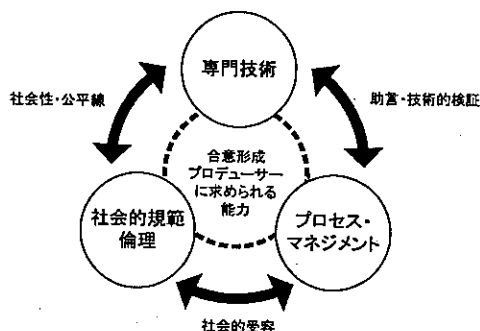 専門技術
社会性・公平線
助言・技術的検証
合意形成
プロデューサー
に求められる
能力
社会的規範
倫理
プロセス・
マネジメント
社会的受容